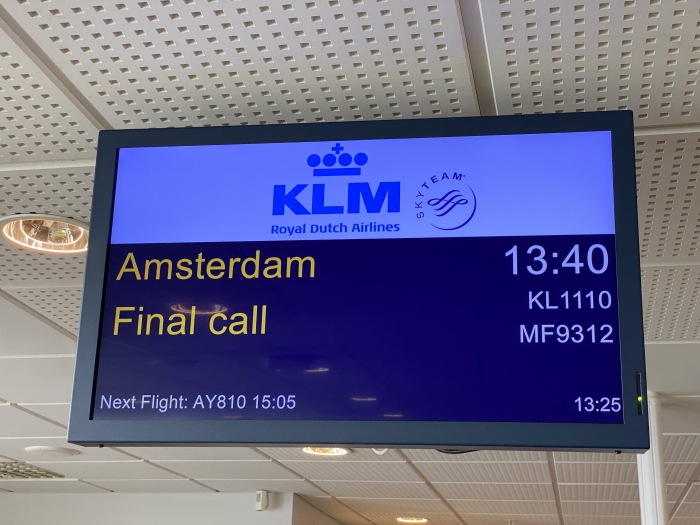 KLM
Royal Dutch Airlines
SKYTEAM
Amsterdam 13:40
KL1110
Final call
MF9312
Next Flight: AY810 15:05 13:25